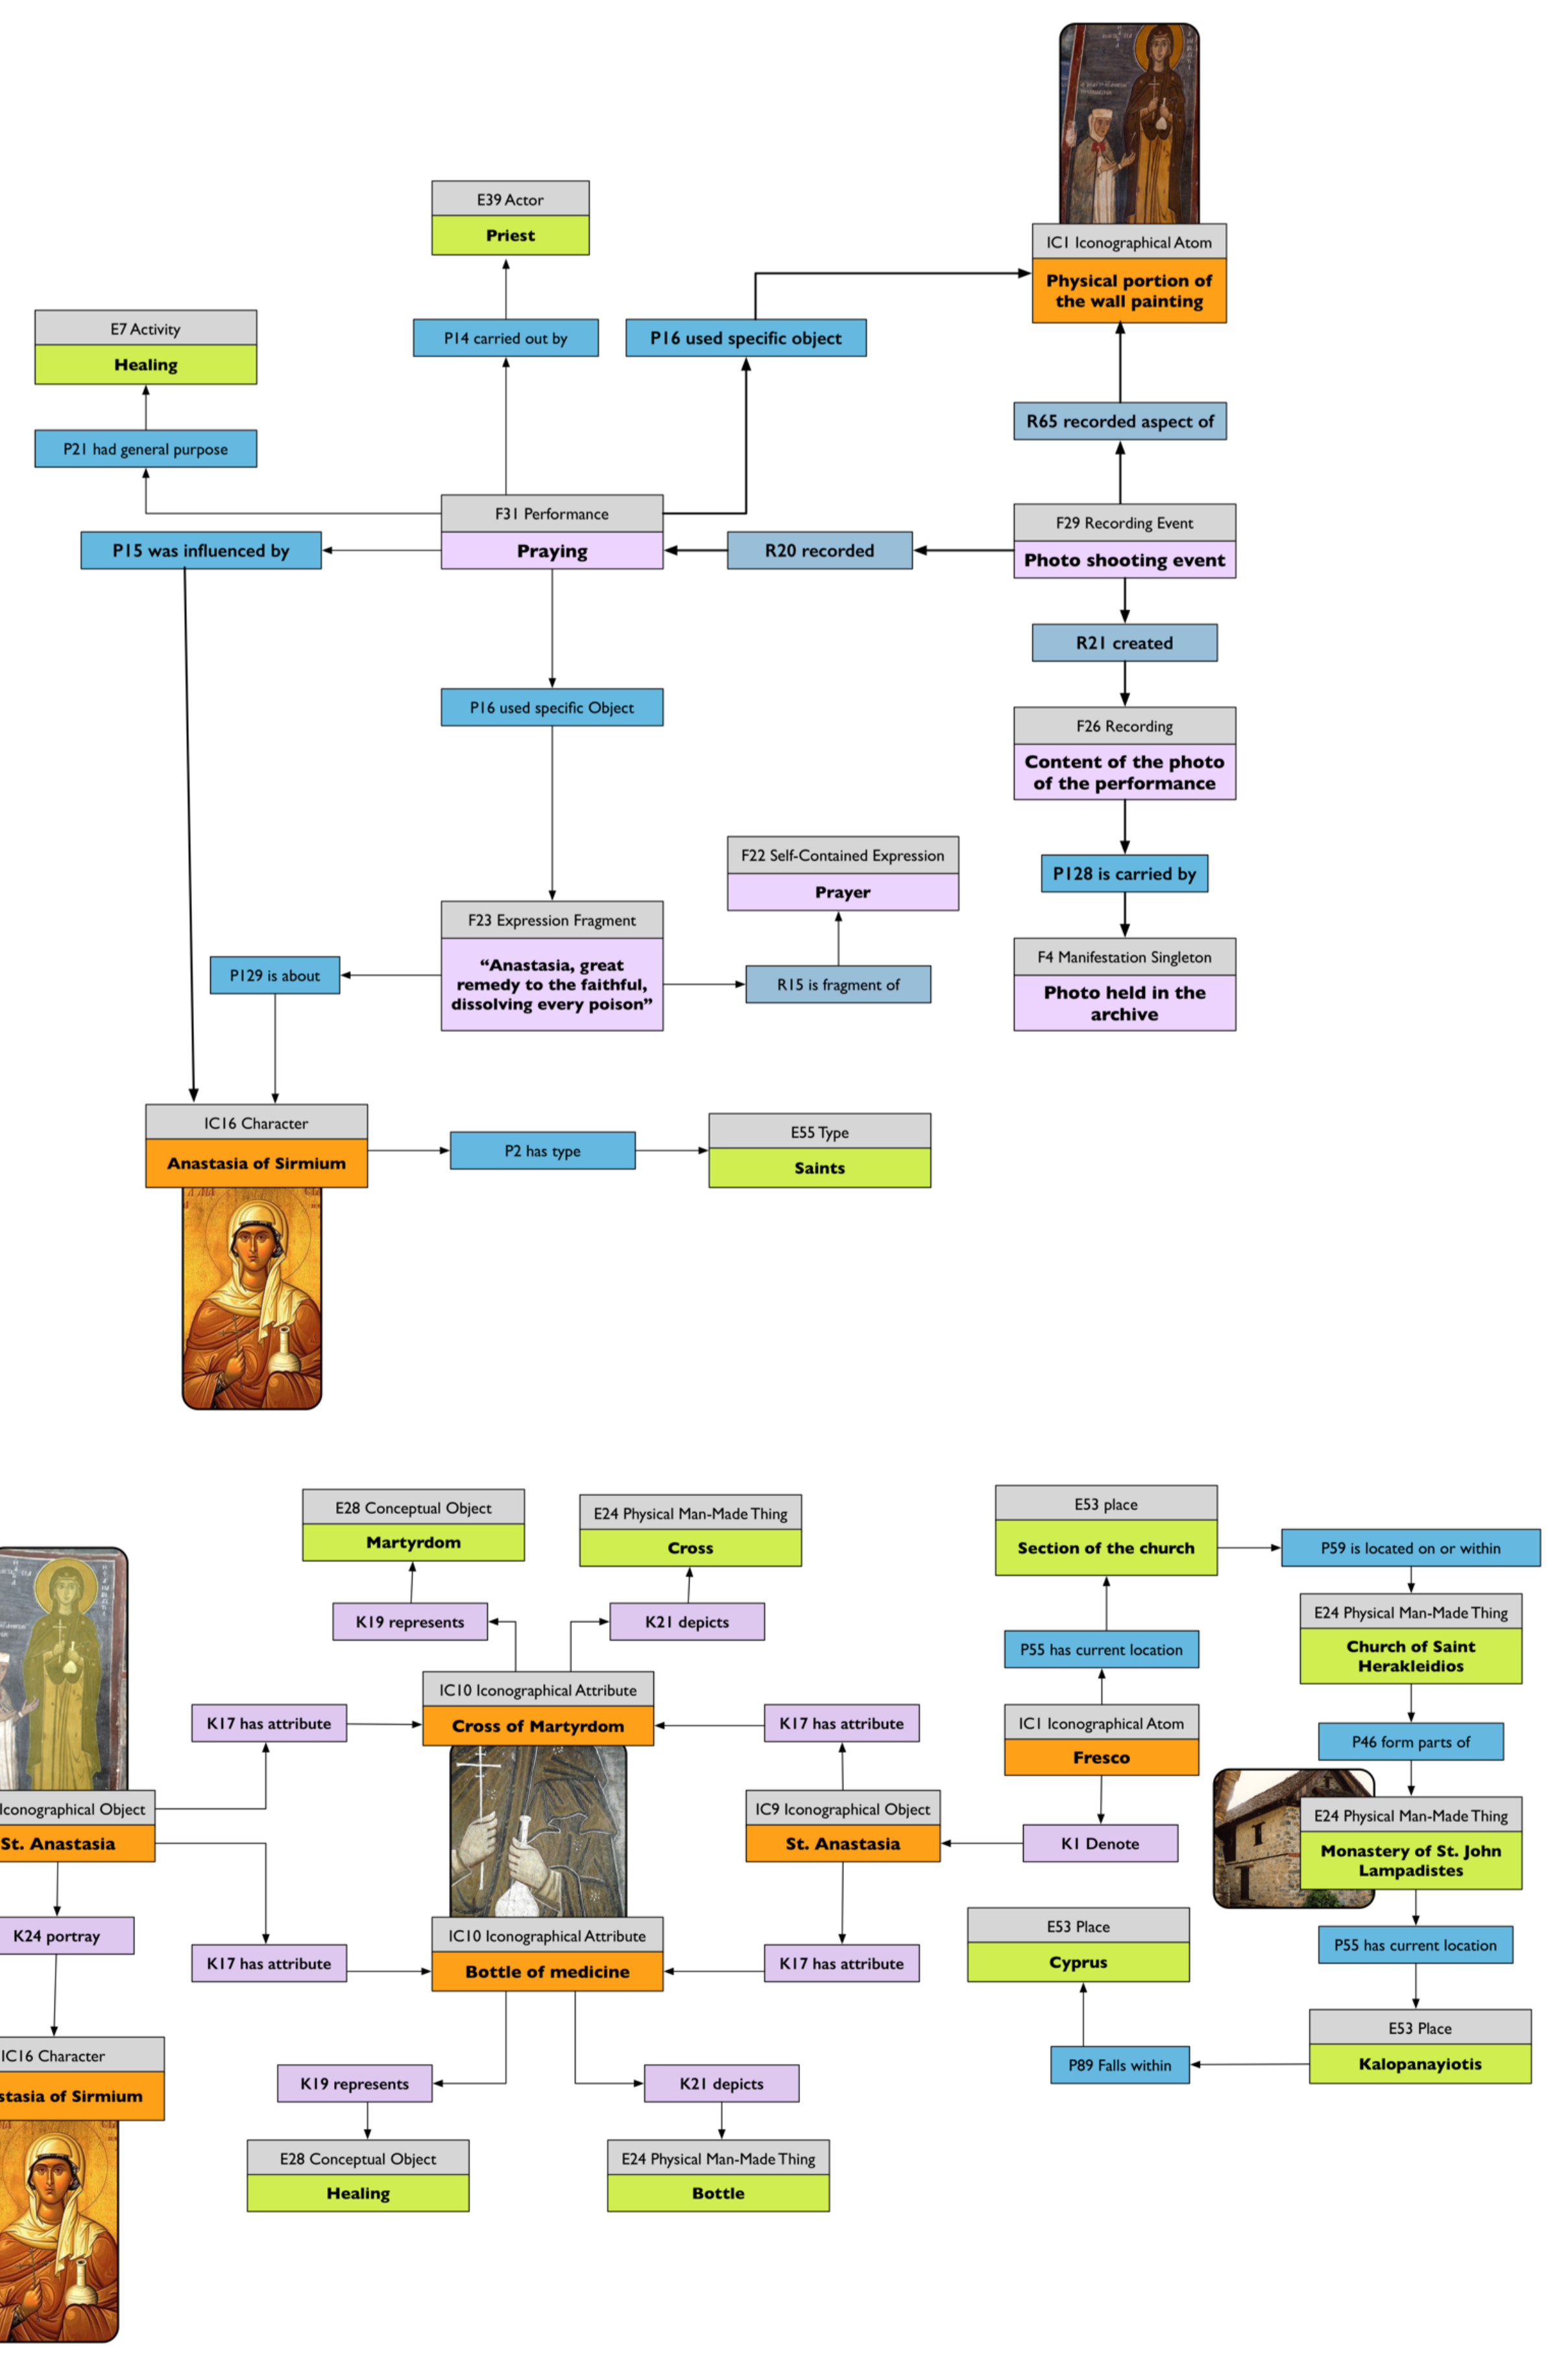 E39 Actor
Priest
IC1 Iconographical Atom
Physical portion of
the wall painting
E7 Activity
Healing
P14 carried out by
P16 used specific object
P21 had general purpose
R65 recorded aspect of
F31 Performance
Praying
F29 Recording Event
Photo shooting event
P15 was influenced by
R20 recorded
R21 created
P16 used specific Object
F26 Recording
Content of the photo
of the performance
F22 Self-Contained Expression
Prayer
P128 is carried by
F23 Expression Fragment
“Anastasia, great
remedy to the faithful,
dissolving every poison”
P129 is about
R15 is fragment of
F4 Manifestation Singleton
Photo held in the
archive
IC16 Character
Anastasia of Sirmium
P2 has type
E55 Type
Saints
E28 Conceptual Object
Martyrdom
E24 Physical Man-Made Thing
Cross
E53 place
Section of the church
P59 is located on or within
K19 represents
K21 depicts
P55 has current location
E24 Physical Man-Made Thing
Church of Saint
Herakleidios
IC10 Iconographical Attribute
Cross of Martyrdom
K17 has attribute
K17 has attribute
IC1 Iconographical Atom
Fresco
P46 form parts of
Iconographical Object
St. Anastasia
IC9 Iconographical Object
St. Anastasia
K1 Denote
E24 Physical Man-Made Thing
Monastery of St. John
Lampadistes
K24 portray
K17 has attribute
IC10 Iconographical Attribute
Bottle of medicine
K17 has attribute
E53 Place
Cyprus
P55 has current location
IC16 Character
stasia of Sirmium
K19 represents
K21 depicts
P89 Falls within
E53 Place
Kalopanayiotis
E28 Conceptual Object
Healing
E24 Physical Man-Made Thing
Bottle